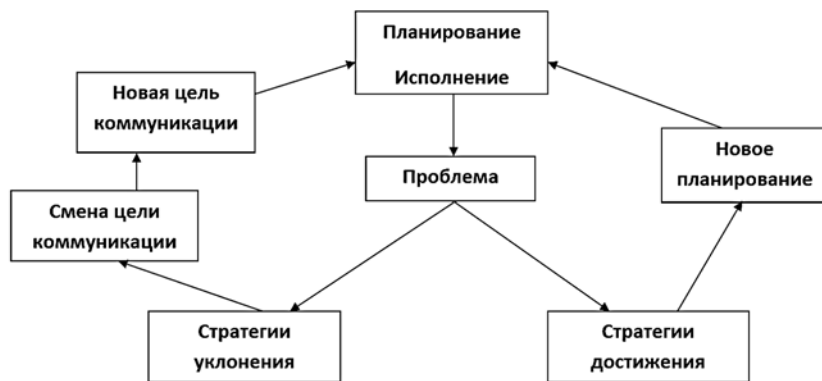 Планирование
Исполнение
Новая цель
коммуникации
Проблема
Новое
планирование
Смена цели
коммуникации
Стратегии
уклонения
Стратегии
достижения